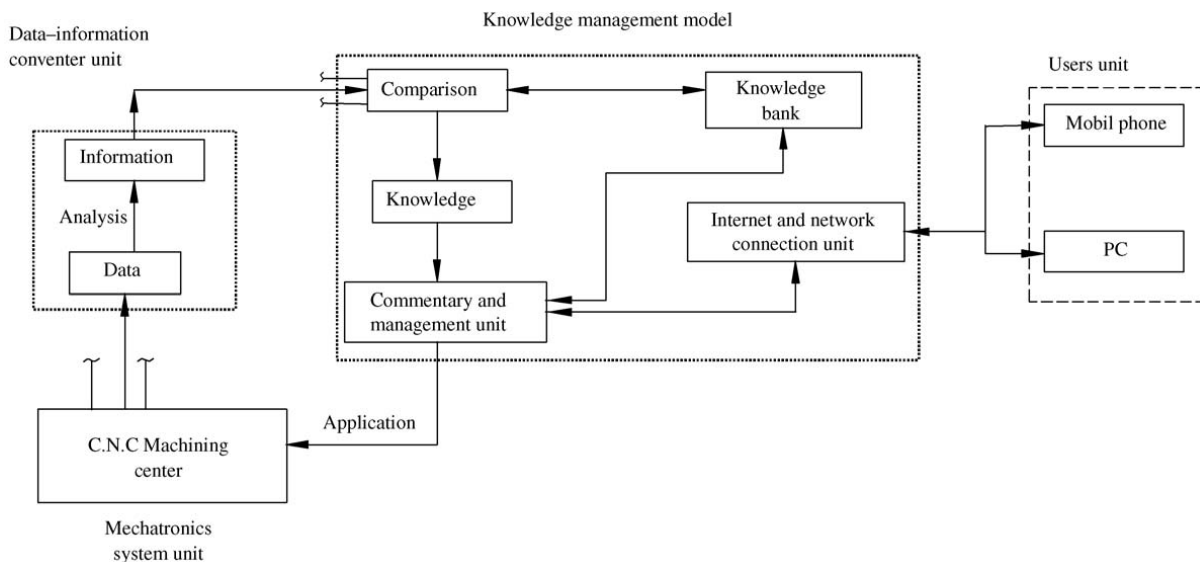 Knowledge management model
Data–information
conventer unit
Users unit
Comparison
Knowledge
bank
Mobil phone
Information
Knowledge
Analysis
Internet and network
connection unit
PC
Data
Commentary and
management unit
Application
C.N.C Machining
center
Mechatronics
system unit